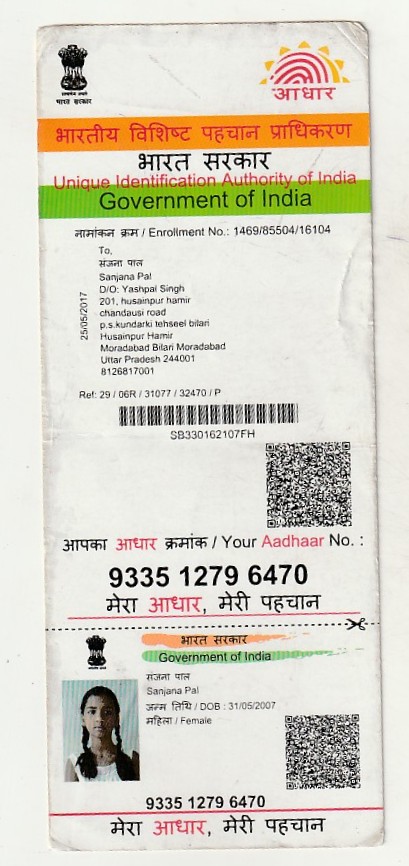 भारत सरकार
आधार
भारतीय विशिष्ट पहचान प्राधिकरण
भारत सरकार
Unique Identification Authority of India
Government of India
नामांकन क्रम / Enrollment No.: 1469/85504/16104
To,
संजना पाल
Sanjana Pal
D/O: Yashpal Singh
201, husainpur hamir
chandausi road
p.s.kundarki tehseel bilari
Husainpur Hamir
Moradabad Bilari Moradabad
Uttar Pradesh 244001
8126817001
25/05/2017
Ref: 29 / 06R / 31077 / 32470 / P
SB330162107FH
आपका आधार क्रमांक / Your Aadhaar No. :
9335 1279 6470
मेरा आधार, मेरी पहचान
भारत सरकार
Government of India
संजना पाल
Sanjana Pal
जन्म तिथि / DOB : 31/05/2007
महिला / Female
9335 1279 6470
मेरा आधार, मेरी पहचान